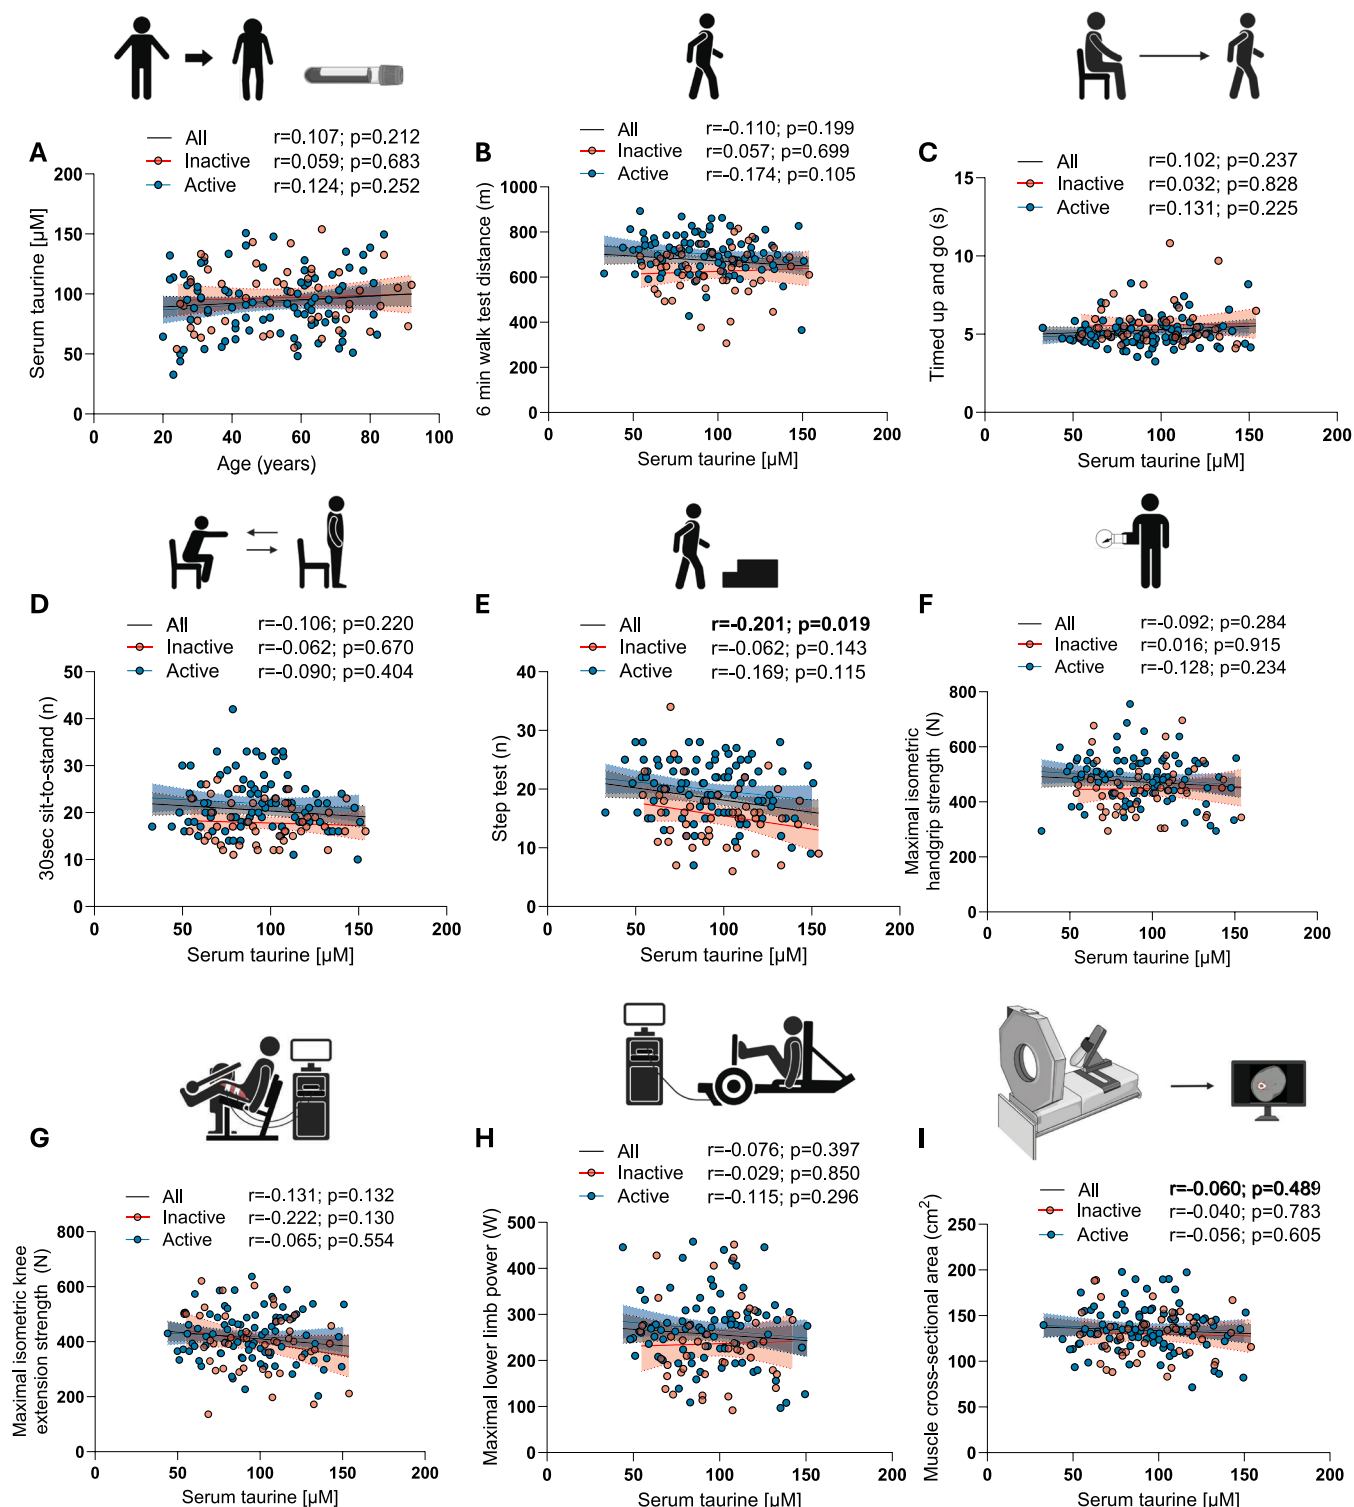 A
All r=0.107; p=0.212
Inactive r=0.059; p=0.683
Active r=0.124; p=0.252
Serum taurine [µM]
200
150
100
50
0
0 20 40 60 80 100
Age (years)
B
All r=-0.110; p=0.199
Inactive r=0.057; p=0.699
Active r=-0.174; p=0.105
6 min walk test distance (m)
1000
800
600
400
200
0
0 50 100 150 200
Serum taurine [µM]
C
All r=0.102; p=0.237
Inactive r=0.032; p=0.828
Active r=0.131; p=0.225
Timed up and go (s)
15
10
5
0
0 50 100 150 200
Serum taurine [µM]
D
All r=-0.106; p=0.220
Inactive r=-0.062; p=0.670
Active r=-0.090; p=0.404
30sec sit-to-stand (n)
50
40
30
20
10
0
0 50 100 150 200
Serum taurine [µM]
E
All r=-0.201; p=0.019
Inactive r=-0.062; p=0.143
Active r=-0.169; p=0.115
Step test (n)
40
30
20
10
0
0 50 100 150 200
Serum taurine [µM]
F
All r=-0.092; p=0.284
Inactive r=0.016; p=0.915
Active r=-0.128; p=0.234
Maximal isometric
handgrip strength (N)
800
600
400
200
0
0 50 100 150 200
Serum taurine [µM]
G
All r=-0.131; p=0.132
Inactive r=-0.222; p=0.130
Active r=-0.065; p=0.554
Maximal isometric knee
extension strength (N)
800
600
400
200
0
0 50 100 150 200
Serum taurine [µM]
H
All r=-0.076; p=0.397
Inactive r=-0.029; p=0.850
Active r=-0.115; p=0.296
Maximal lower limb power (W)
500
400
300
200
100
0
0 50 100 150 200
Serum taurine [µM]
I
All r=-0.060; p=0.489
Inactive r=-0.040; p=0.783
Active r=-0.056; p=0.605
Muscle cross-sectional area (cm²)
250
200
150
100
50
0
0 50 100 150 200
Serum taurine [µM]